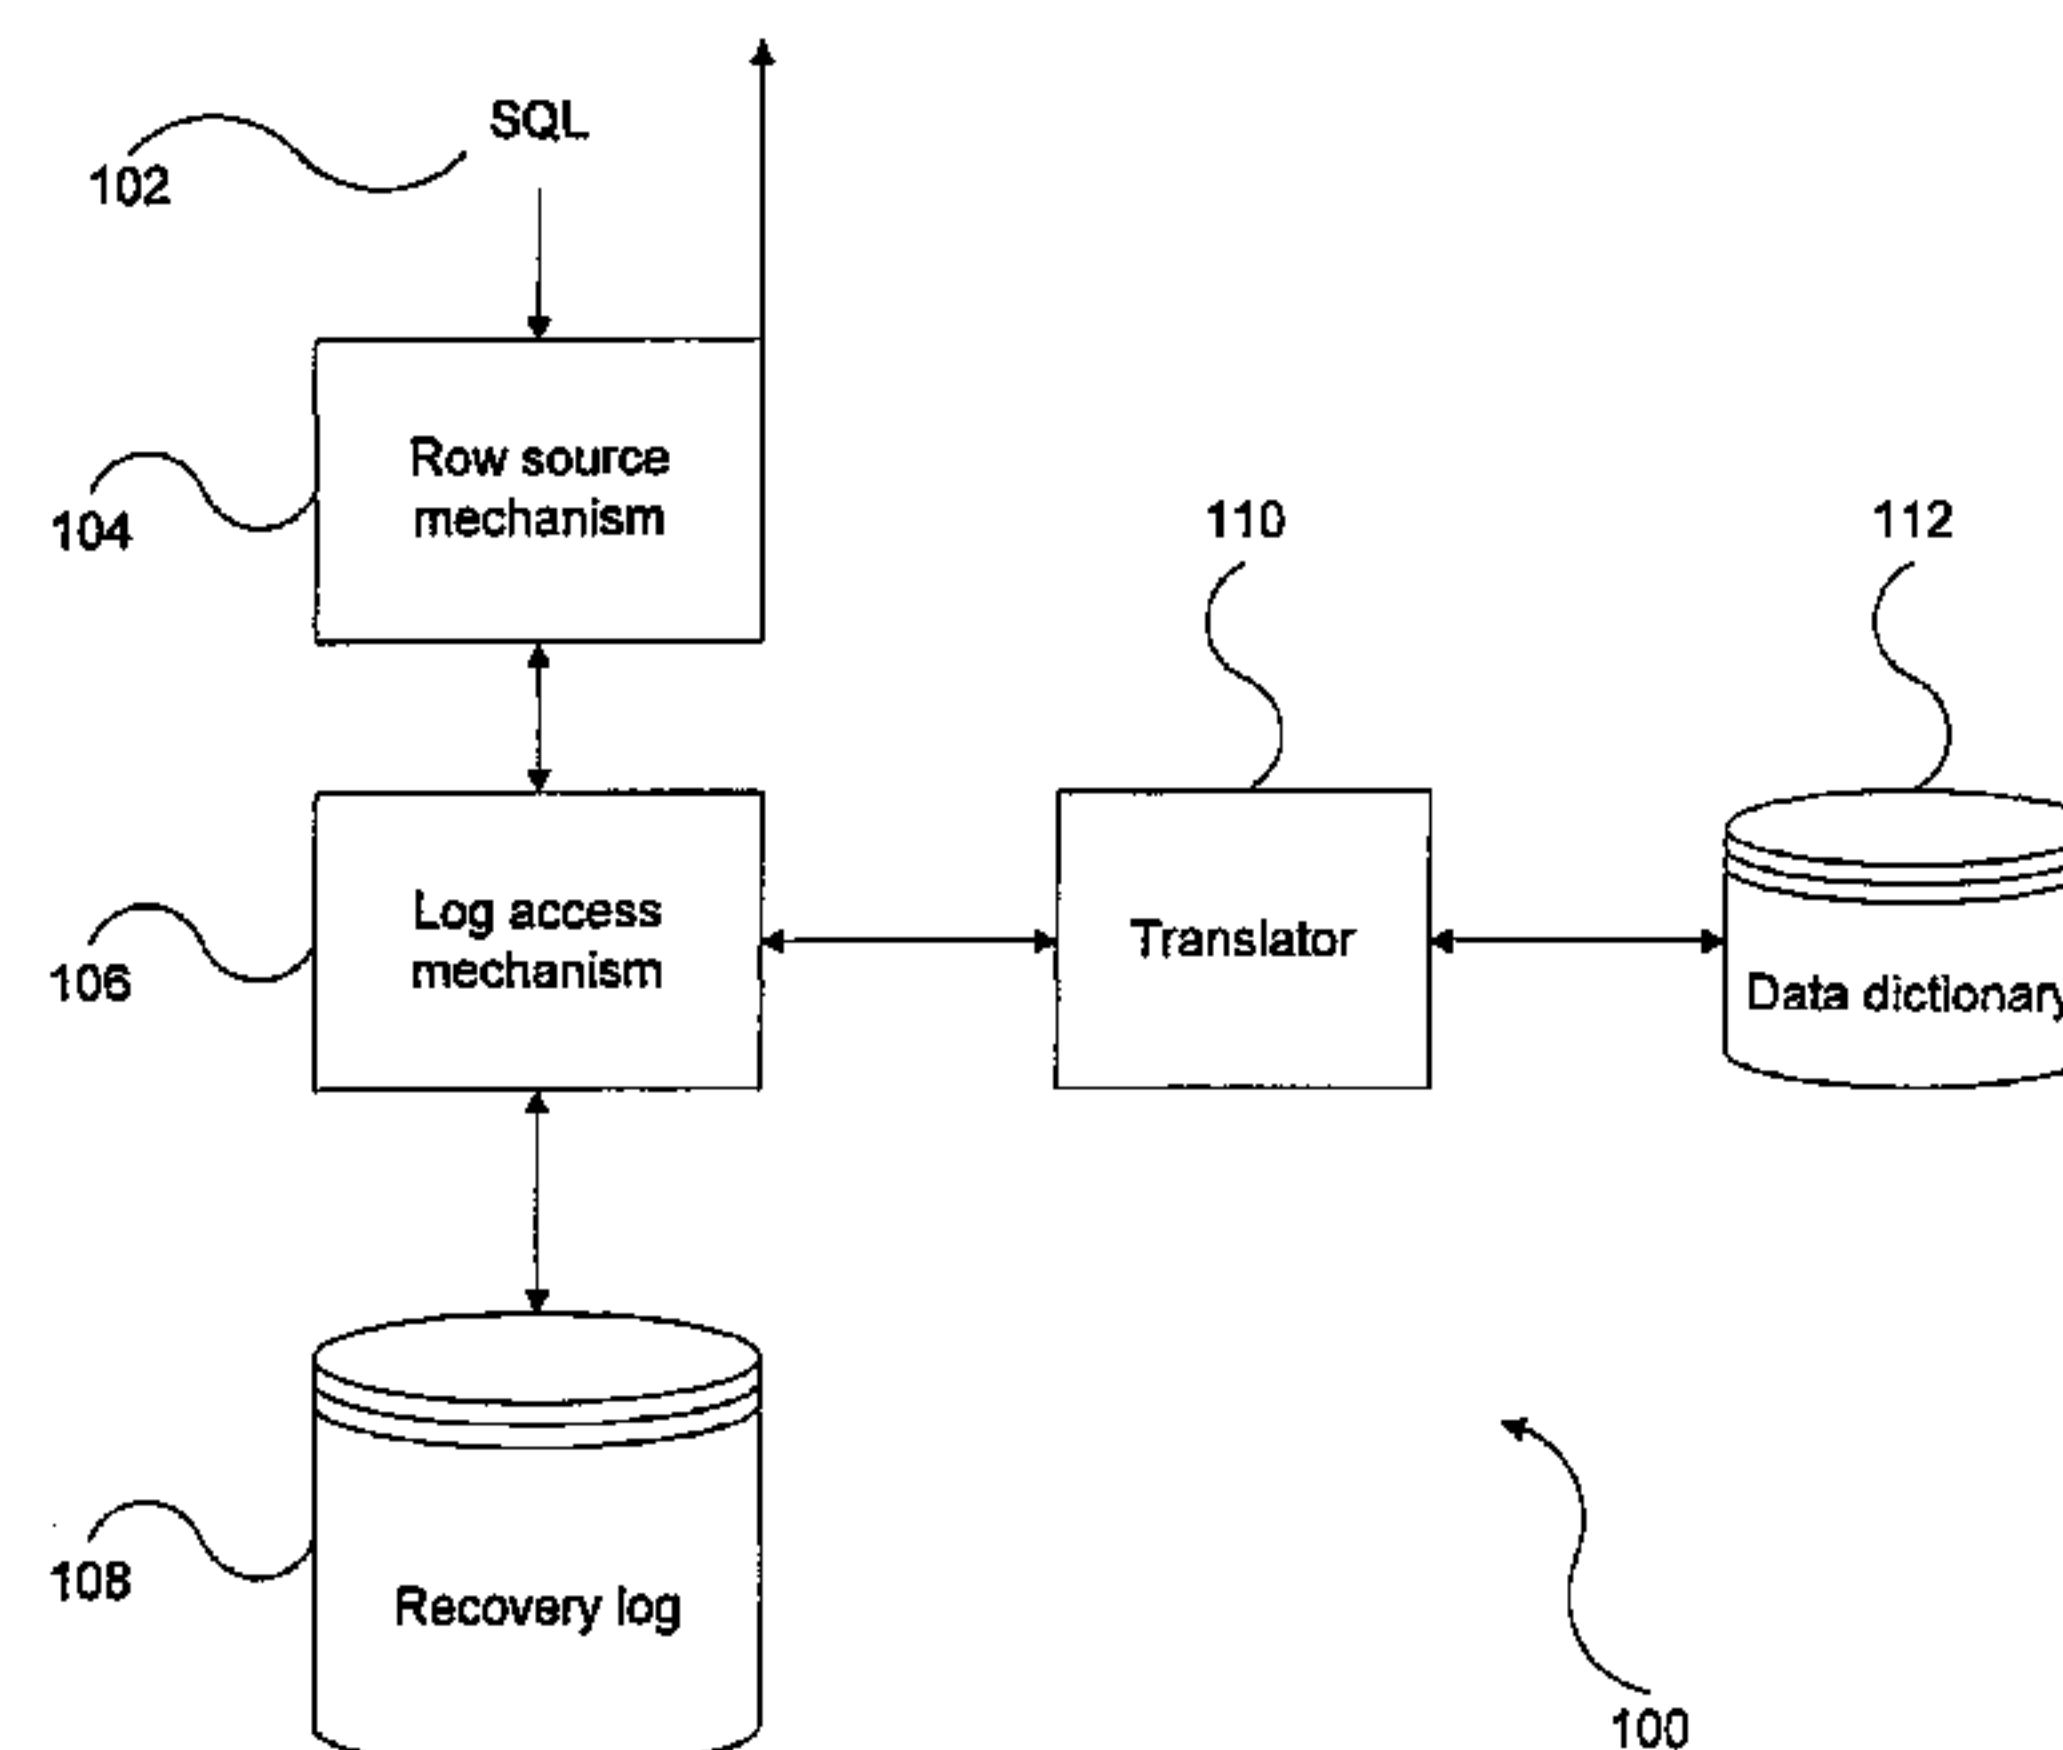 SQL
102
Row source
mechanism
104
110
112
Log access
mechanism
106
Translator
Data dictionary
108
Recovery log
100